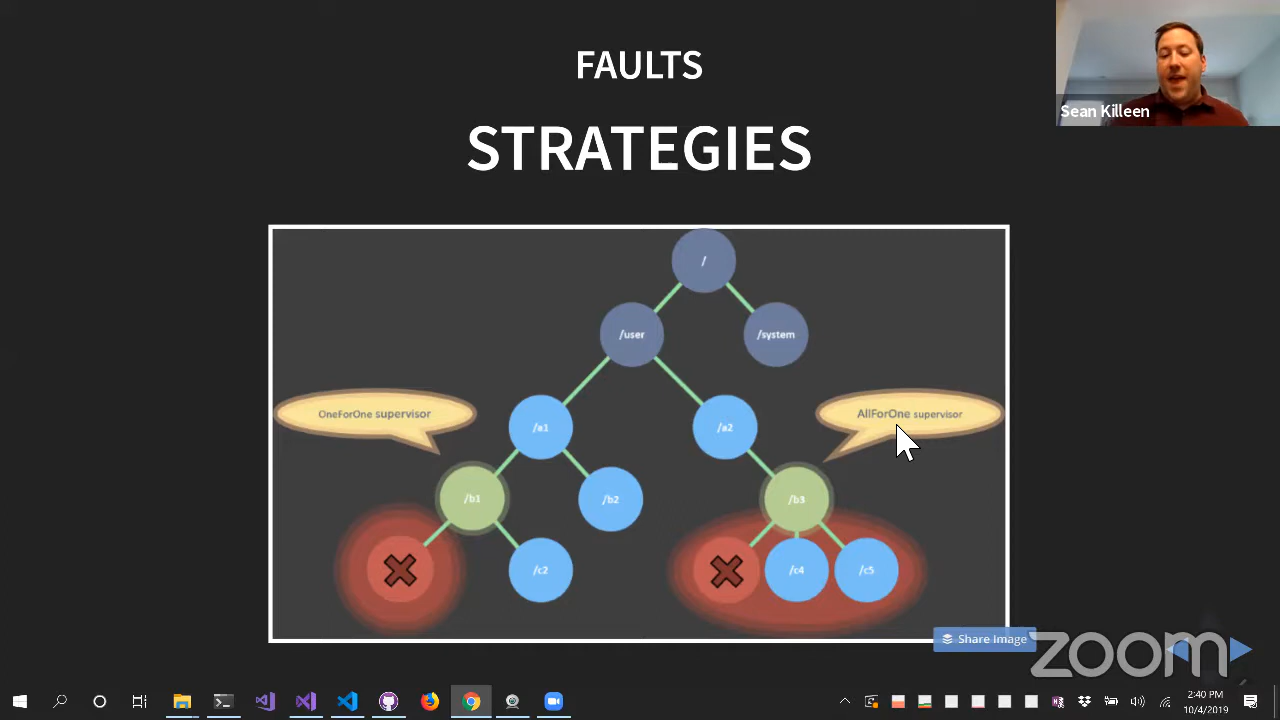 FAULTS
STRATEGIES
Sean Killeen
/
/user
/system
OneForOne supervisor
AllForOne supervisor
/a1
/a2
/b1
/b2
/b3
/c2
/c4
/c5
Share Image
zoom
2:40 PM
10/4/2019